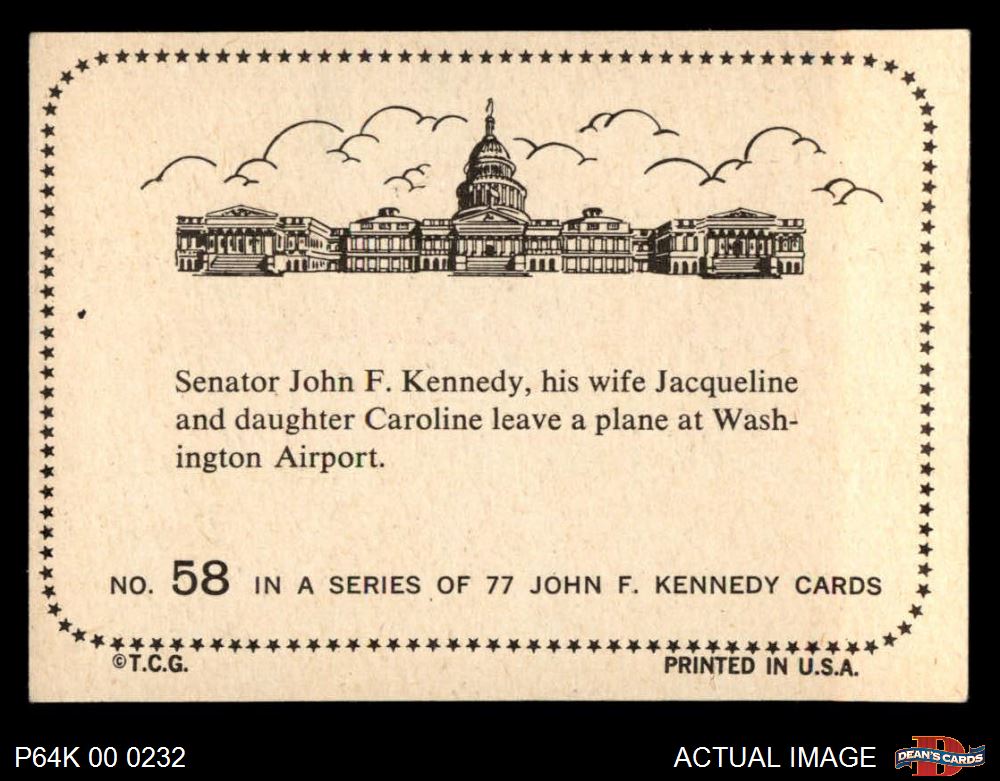 Senator John F. Kennedy, his wife Jacqueline
and daughter Caroline leave a plane at Wash-
ington Airport.
NO. 58 IN A SERIES OF 77 JOHN F. KENNEDY CARDS
©T.C.G. PRINTED IN U.S.A.
P64K 00 0232 ACTUAL IMAGE D DEAN'S CARDS